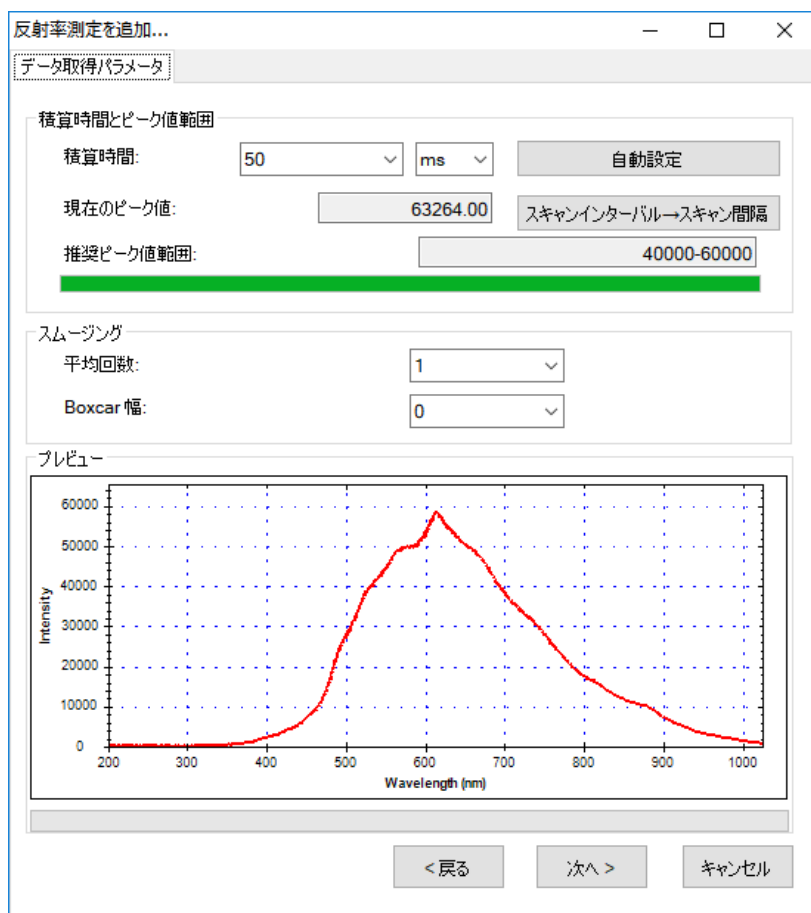 反射率測定を追加...
データ取得パラメータ
積算時間とピーク値範囲
積算時間: 50 ms 自動設定
現在のピーク値: 63264.00 スキャンインターバル→スキャン間隔
推奨ピーク値範囲: 40000-60000
スムージング
平均回数: 1
Boxcar 幅: 0
プレビュー
60000
50000
40000
30000
20000
10000
0
Intensity
200 300 400 500 600 700 800 900 1000
Wavelength (nm)
< 戻る 次へ > キャンセル